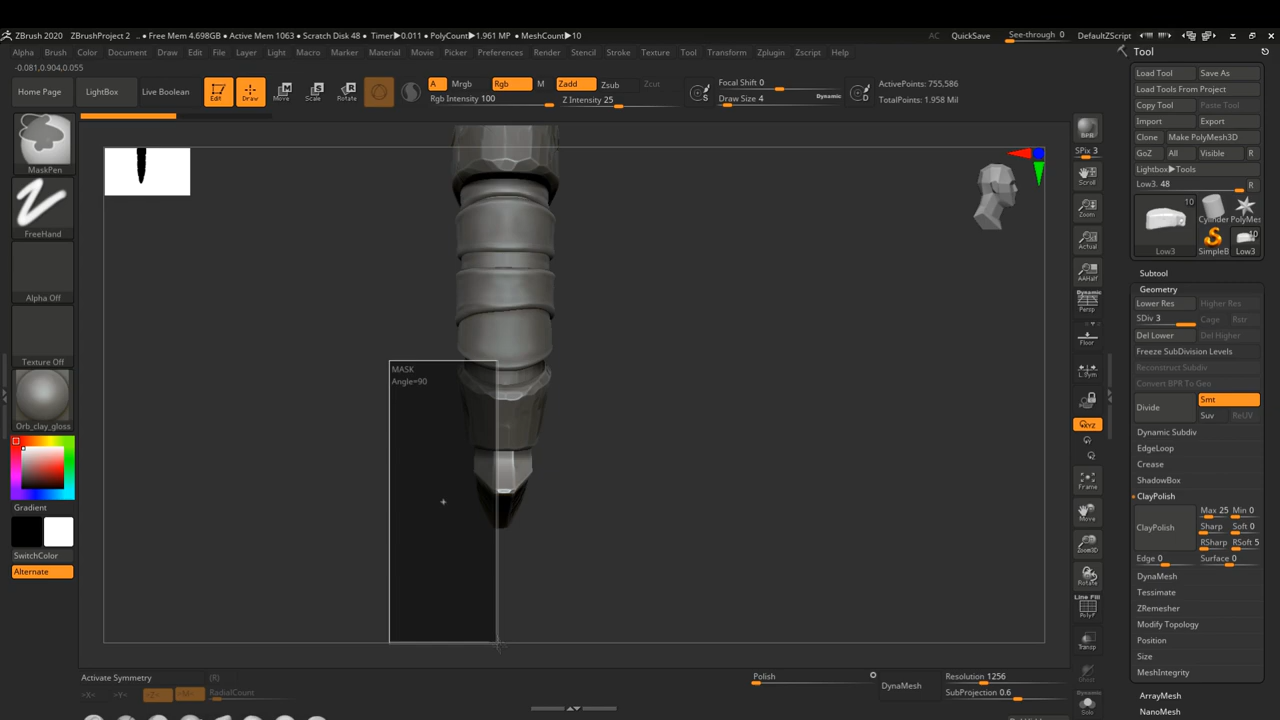 ZBrush 2020 ZBrushProject 2 .. • Free Mem 4.698GB • Active Mem 1063 • Scratch Disk 48 • Timer▶0.011 • PolyCount▶1.961 MP • MeshCount▶10 AC QuickSave See-through 0 DefaultZScript
Alpha Brush Color Document Draw Edit File Layer Light Macro Marker Material Movie Picker Preferences Render Stencil Stroke Texture Tool Transform Zplugin Zscript Help
-0.081,0.904,0.055
Home Page LightBox Live Boolean
Edit Draw Move Scale Rotate
A Mrgb Rgb M Zadd Zsub Zcut
Rgb Intensity 100 Z Intensity 25
S Focal Shift 0
Draw Size 4 Dynamic
D ActivePoints: 755,586
TotalPoints: 1.958 Mil
MaskPen
FreeHand
Alpha Off
Texture Off
Orb_clay_gloss
Gradient
SwitchColor
Alternate
MASK
Angle=90
BPR
SPix 3
Scroll
Zoom
Actual
AAHalf
Dynamic
Persp
Floor
L.Sym
XYZ
Frame
Move
Zoom3D
Rotate
Line Fill
PolyF
Transp
Ghost
Dynamic
Solo
Tool
Load Tool Save As
Load Tools From Project
Copy Tool Paste Tool
Import Export
Clone Make PolyMesh3D
GoZ All Visible R
Lightbox▶Tools
Low3. 48 R
10
Cylinder PolyMes
10
Low3 SimpleB Low3
Subtool
Geometry
Lower Res Higher Res
SDiv 3 Cage Rstr
Del Lower Del Higher
Freeze SubDivision Levels
Reconstruct Subdiv
Convert BPR To Geo
Divide Smt
Suv ReUV
Dynamic Subdiv
EdgeLoop
Crease
ShadowBox
ClayPolish
ClayPolish Max 25 Min 0
Sharp Soft 0
RSharp RSoft 5
Edge 0 Surface 0
DynaMesh
Tessimate
ZRemesher
Modify Topology
Position
Size
MeshIntegrity
ArrayMesh
NanoMesh
Activate Symmetry (R)
>X< >Y< >Z< >M< RadialCount
Polish DynaMesh Resolution 1256
SubProjection 0.6